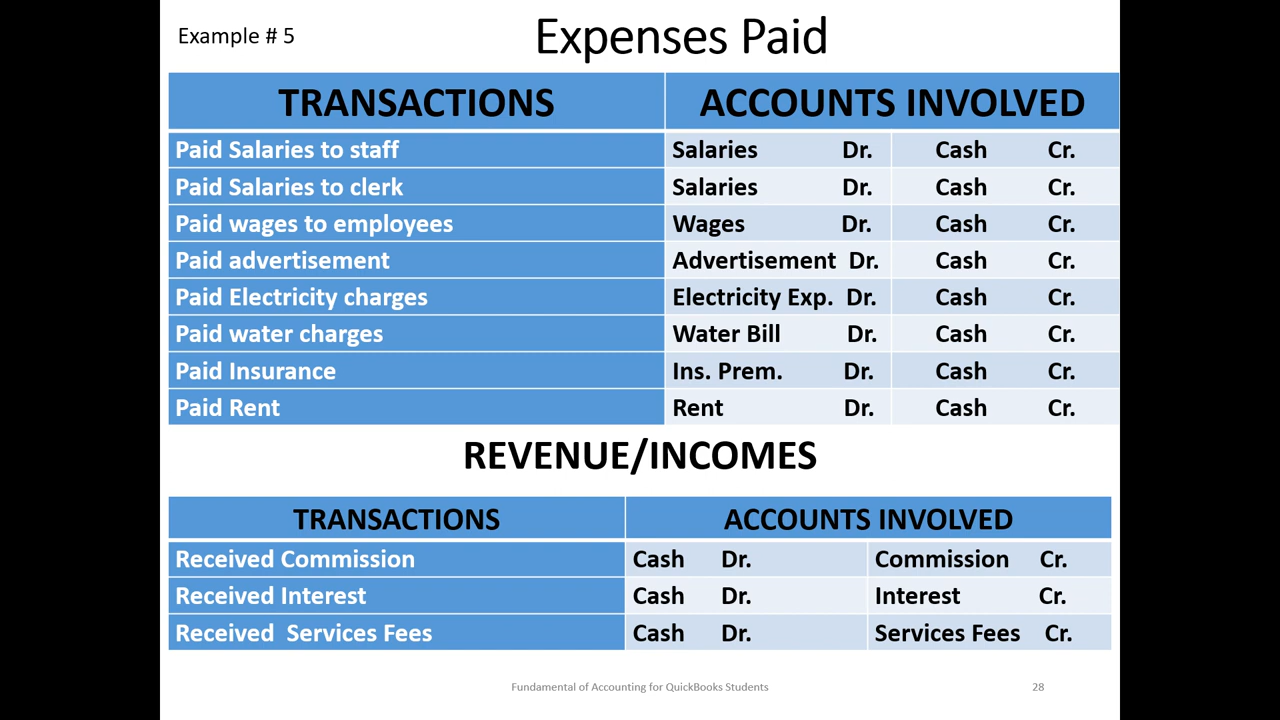 Example # 5
Expenses Paid
TRANSACTIONS ACCOUNTS INVOLVED
Paid Salaries to staff Salaries Dr. Cash Cr.
Paid Salaries to clerk Salaries Dr. Cash Cr.
Paid wages to employees Wages Dr. Cash Cr.
Paid advertisement Advertisement Dr. Cash Cr.
Paid Electricity charges Electricity Exp. Dr. Cash Cr.
Paid water charges Water Bill Dr. Cash Cr.
Paid Insurance Ins. Prem. Dr. Cash Cr.
Paid Rent Rent Dr. Cash Cr.
REVENUE/INCOMES
TRANSACTIONS ACCOUNTS INVOLVED
Received Commission Cash Dr. Commission Cr.
Received Interest Cash Dr. Interest Cr.
Received Services Fees Cash Dr. Services Fees Cr.
Fundamental of Accounting for QuickBooks Students 28